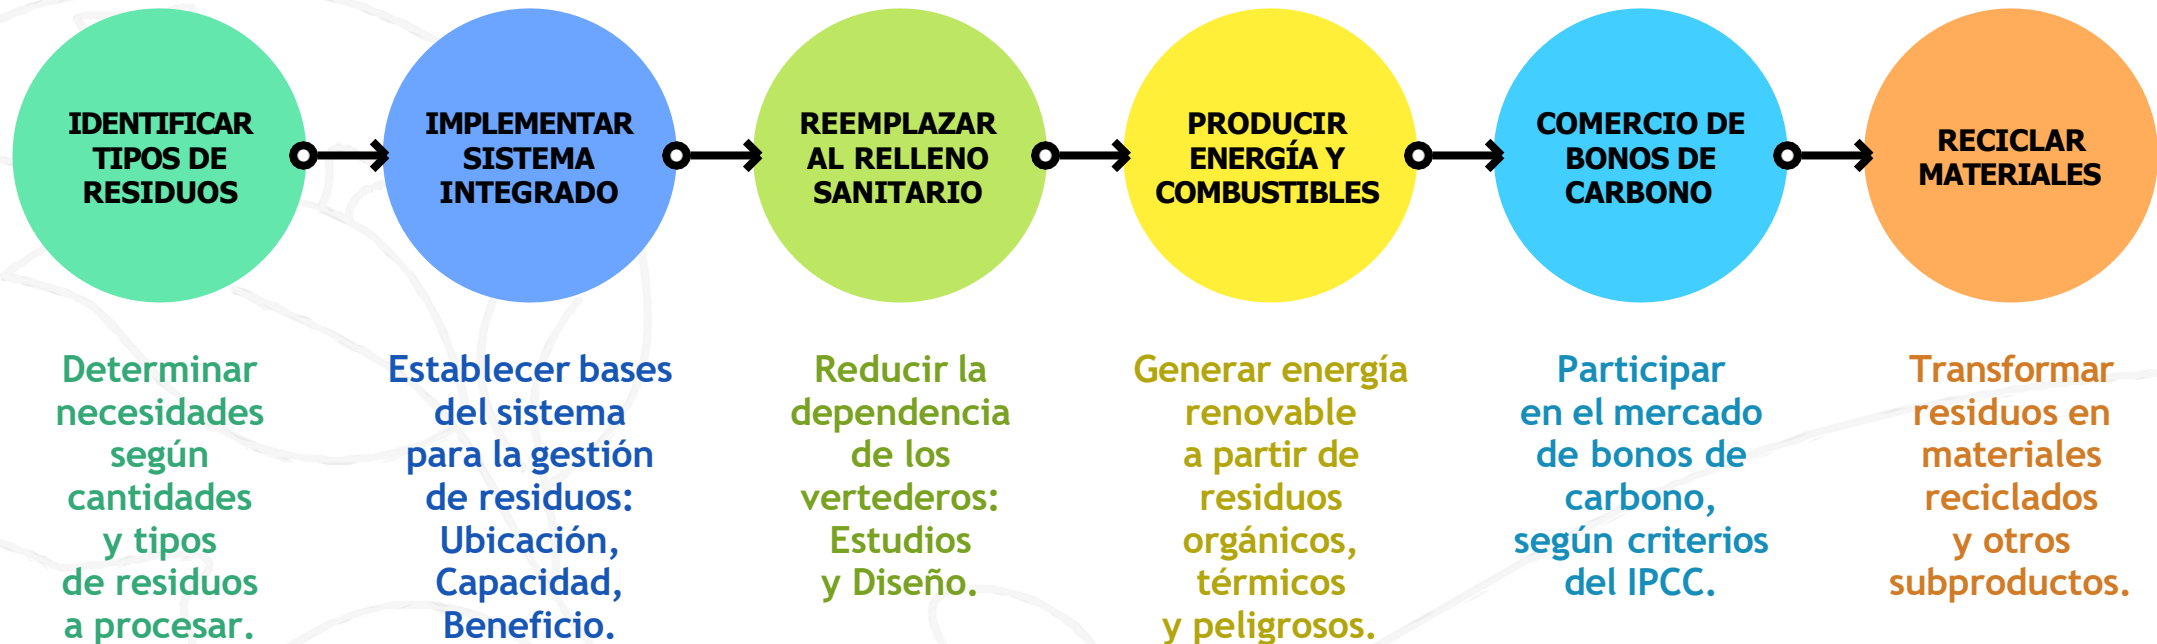 IDENTIFICAR
TIPOS DE
RESIDUOS
IMPLEMENTAR
SISTEMA
INTEGRADO
REEMPLAZAR
AL RELLENO
SANITARIO
PRODUCIR
ENERGÍA Y
COMBUSTIBLES
COMERCIO DE
BONOS DE
CARBONO
RECICLAR
MATERIALES
Determinar
necesidades
según
cantidades
y tipos
de residuos
a procesar.
Establecer bases
del sistema
para la gestión
de residuos:
Ubicación,
Capacidad,
Beneficio.
Reducir la
dependencia
de los
vertederos:
Estudios
y Diseño.
Generar energía
renovable
a partir de
residuos
orgánicos,
térmicos
y peligrosos.
Participar
en el mercado
de bonos de
carbono,
según criterios
del IPCC.
Transformar
residuos en
materiales
reciclados
y otros
subproductos.